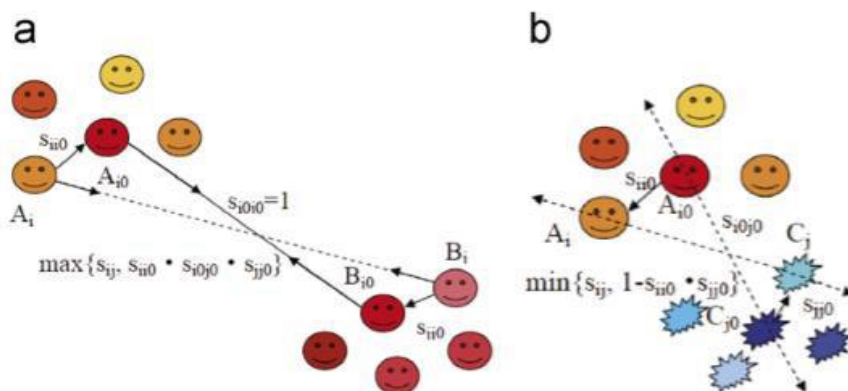 a
s_ii0
A_i0
A_i
s_i0i0=1
max{s_ij, s_ii0 • s_i0j0 • s_jj0}
B_i
B_i0
s_ii0
b
s_ii0
A_i0
A_i
s_i0j0
C_j
min{s_ij, 1-s_ii0 • s_jj0}
s_jj0
C_j0